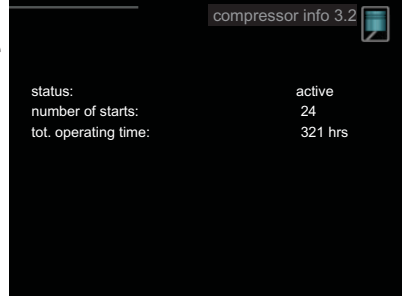 compressor info 3.2
status: active
number of starts: 24
tot. operating time: 321 hrs